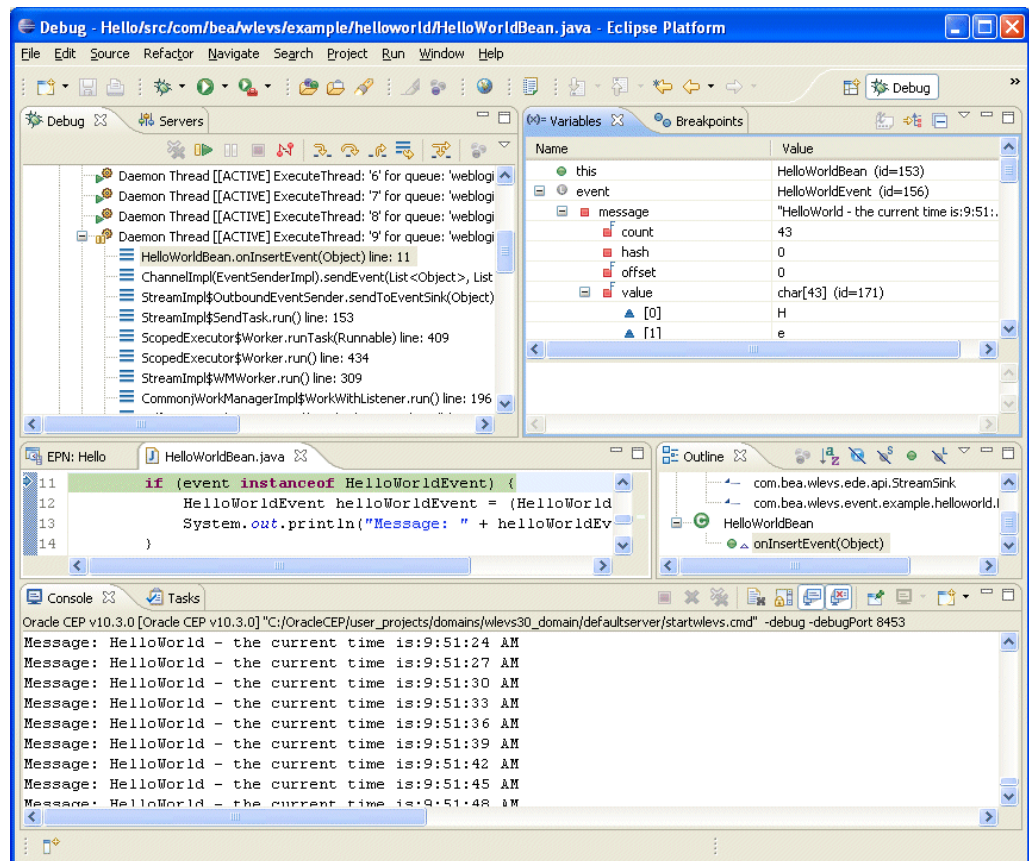 Debug - Hello/src/com/bea/wlevs/example/helloworld/HelloWorldBean.java - Eclipse Platform
File Edit Source Refactor Navigate Search Project Run Window Help
Debug
Debug
Servers
Daemon Thread [[ACTIVE] ExecuteThread: '6' for queue: 'weblogi
Daemon Thread [[ACTIVE] ExecuteThread: '7' for queue: 'weblogi
Daemon Thread [[ACTIVE] ExecuteThread: '8' for queue: 'weblogi
Daemon Thread [[ACTIVE] ExecuteThread: '9' for queue: 'weblogi
HelloWorldBean.onInsertEvent(Object) line: 11
ChannelImpl(EventSenderImpl).sendEvent(List<Object>, List
StreamImpl$OutboundEventSender.sendToEventSink(Object)
StreamImpl$SendTask.run() line: 153
ScopedExecutor$Worker.runTask(Runnable) line: 409
ScopedExecutor$Worker.run() line: 434
StreamImpl$WMWorker.run() line: 309
CommonjWorkManagerImpl$WorkWithListener.run() line: 196
(x)= Variables
Breakpoints
Name Value
this HelloWorldBean (id=153)
event HelloWorldEvent (id=156)
message "HelloWorld - the current time is:9:51:.
count 43
hash 0
offset 0
value char[43] (id=171)
[0] H
[1] e
EPN: Hello
HelloWorldBean.java
11 if (event instanceof HelloWorldEvent) {
12 HelloWorldEvent helloWorldEvent = (HelloWorld
13 System.out.println("Message: " + helloWorldEv
14 }
Outline
com.bea.wlevs.ede.api.StreamSink
com.bea.wlevs.event.example.helloworld.
HelloWorldBean
onInsertEvent(Object)
Console
Tasks
Oracle CEP v10.3.0 [Oracle CEP v10.3.0] "C:/OracleCEP/user_projects/domains/wlevs30_domain/defaultserver/startwlevs.cmd" -debug -debugPort 8453
Message: HelloWorld - the current time is:9:51:24 AM
Message: HelloWorld - the current time is:9:51:27 AM
Message: HelloWorld - the current time is:9:51:30 AM
Message: HelloWorld - the current time is:9:51:33 AM
Message: HelloWorld - the current time is:9:51:36 AM
Message: HelloWorld - the current time is:9:51:39 AM
Message: HelloWorld - the current time is:9:51:42 AM
Message: HelloWorld - the current time is:9:51:45 AM
Message: HelloWorld - the current time is:9:51:48 AM